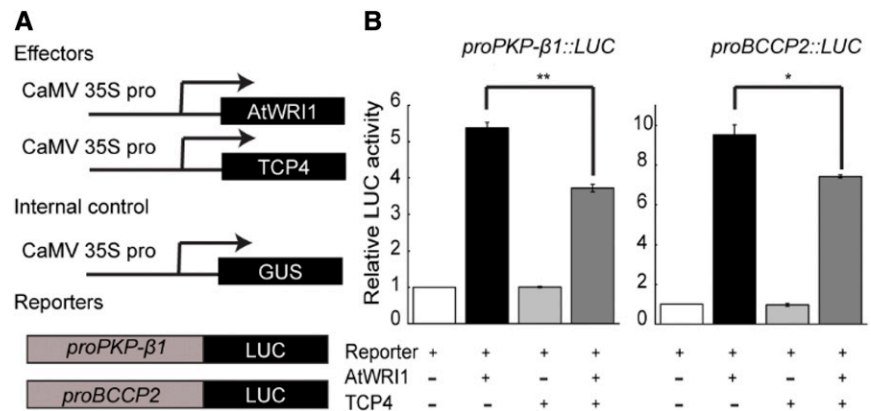 A
Effectors
CaMV 35S pro
AtWRI1
CaMV 35S pro
TCP4
Internal control
CaMV 35S pro
GUS
Reporters
proPKP-β1 LUC
proBCCP2 LUC
B
proPKP-β1::LUC
**
Relative LUC activity
6
5
4
3
2
1
0
proBCCP2::LUC
*
10
8
6
4
2
0
Reporter + + + + + + + +
AtWRI1 - + - + - + - +
TCP4 - - + + - - + +